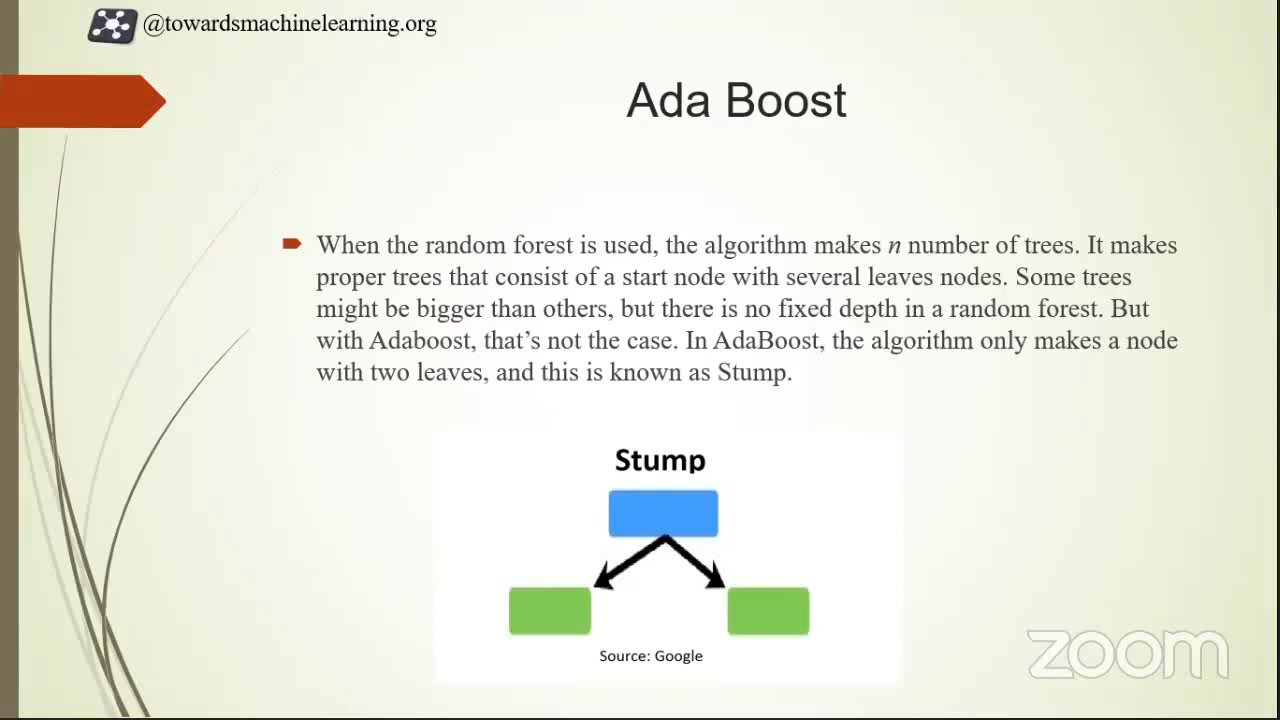 @towardsmachinelearning.org
Ada Boost
When the random forest is used, the algorithm makes n number of trees. It makes
proper trees that consist of a start node with several leaves nodes. Some trees
might be bigger than others, but there is no fixed depth in a random forest. But
with Adaboost, that’s not the case. In AdaBoost, the algorithm only makes a node
with two leaves, and this is known as Stump.
Stump
Source: Google
zoom